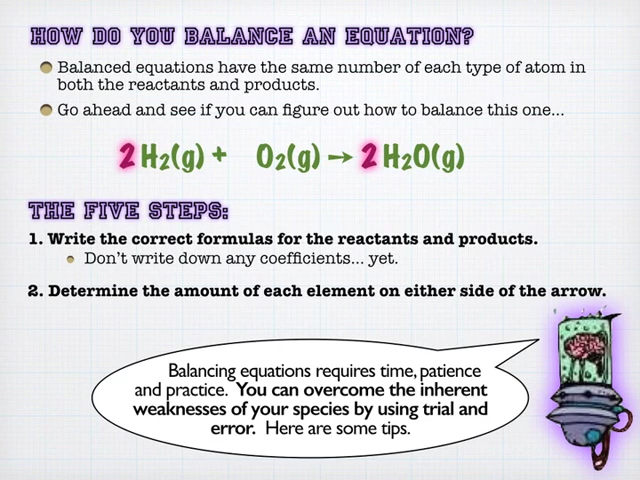 HOW DO YOU BALANCE AN EQUATION?
Balanced equations have the same number of each type of atom in
both the reactants and products.
Go ahead and see if you can figure out how to balance this one...
2 H2(g) + O2(g) → 2 H2O(g)
THE FIVE STEPS:
1. Write the correct formulas for the reactants and products.
Don't write down any coefficients... yet.
2. Determine the amount of each element on either side of the arrow.
Balancing equations requires time, patience
and practice. You can overcome the inherent
weaknesses of your species by using trial and
error. Here are some tips.